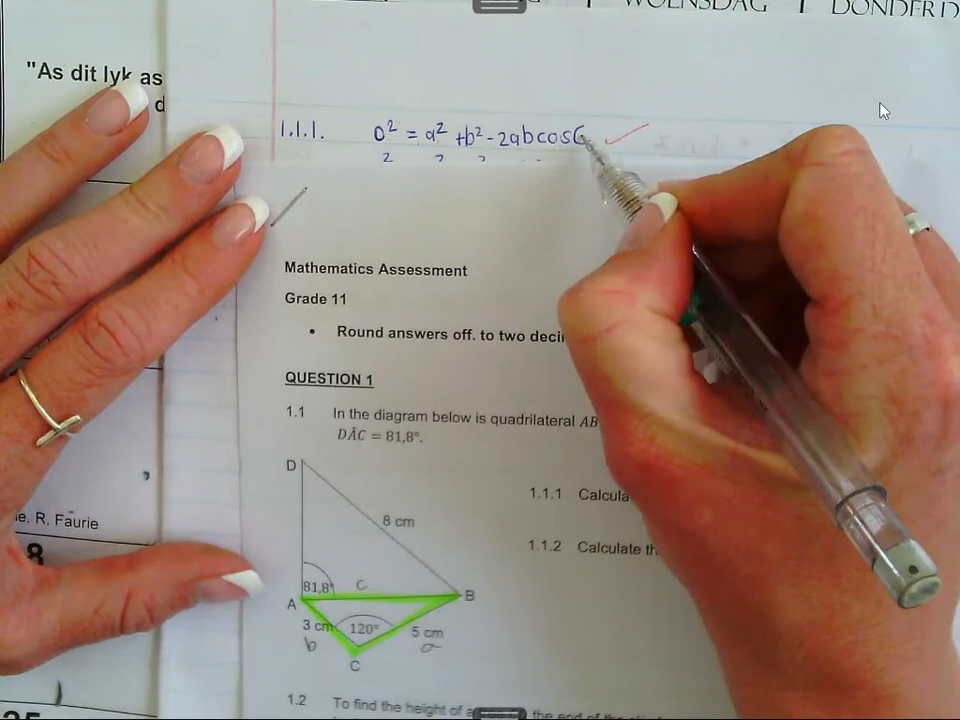 WOENSDAG
DONDERD
"As dit lyk as
d
1.1.1. 0² = a² +b² - 2abcosC
Mathematics Assessment
Grade 11
• Round answers off. to two deci
QUESTION 1
1.1 In the diagram below is quadrilateral AB
DÂC = 81,8°.
D
8 cm
1.1.1 Calcula
1.1.2 Calculate th
81,8°
c
A
B
3 cm
120°
5 cm
b
a
C
ie. R. Faurie
8
1.2 To find the height of a
the end of the